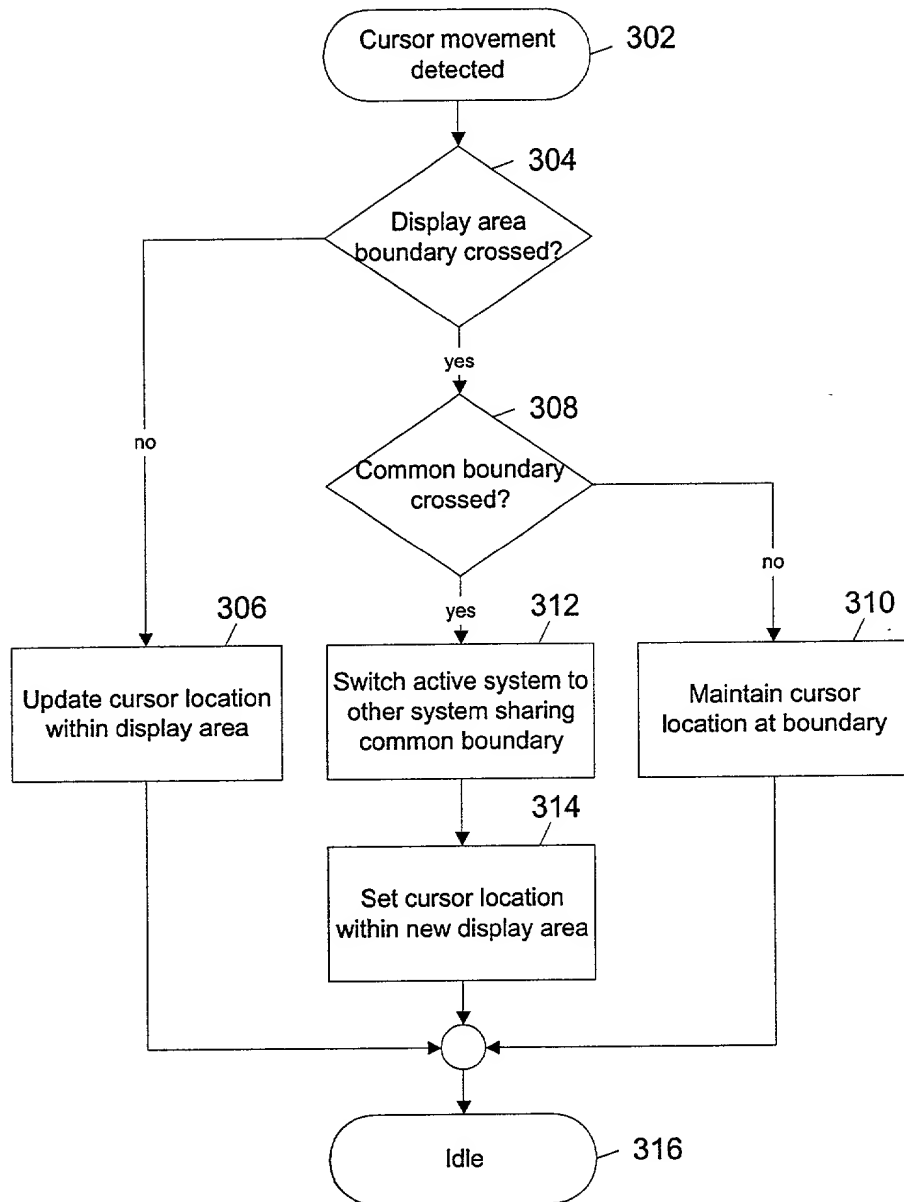 Cursor movement
detected
302
304
Display area
boundary crossed?
yes
308
no
Common boundary
crossed?
no
yes
306
312
310
Update cursor location
within display area
Switch active system to
other system sharing
common boundary
Maintain cursor
location at boundary
314
Set cursor location
within new display area
Idle
316